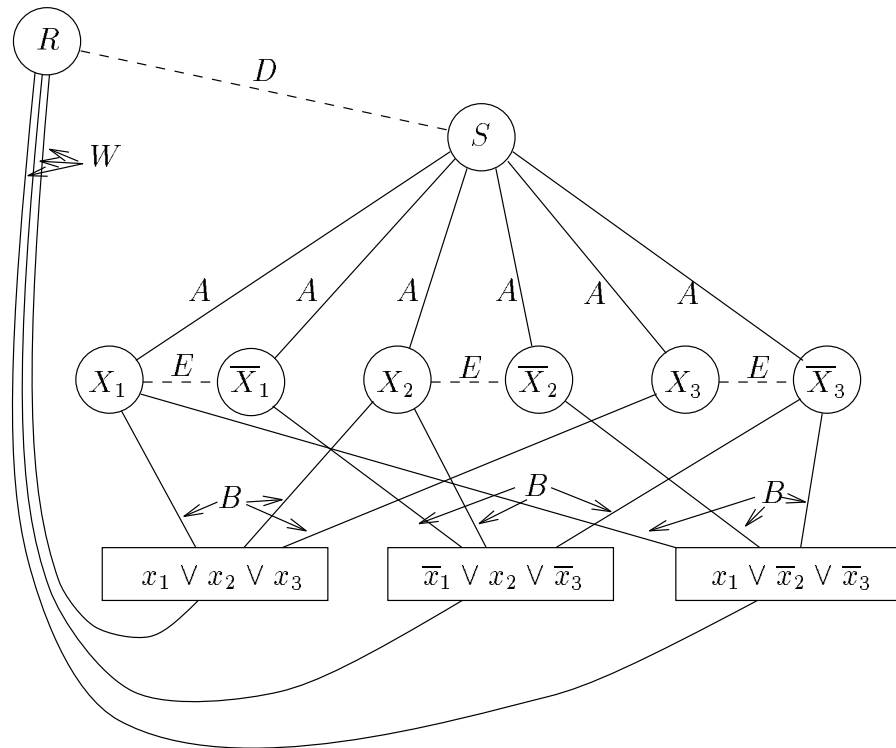 R
D
S
W
A A A A A A
X₁ E X̅₁ X₂ E X̅₂ X₃ E X̅₃
B B B
x₁ ∨ x₂ ∨ x₃ x̅₁ ∨ x₂ ∨ x̅₃ x₁ ∨ x̅₂ ∨ x̅₃